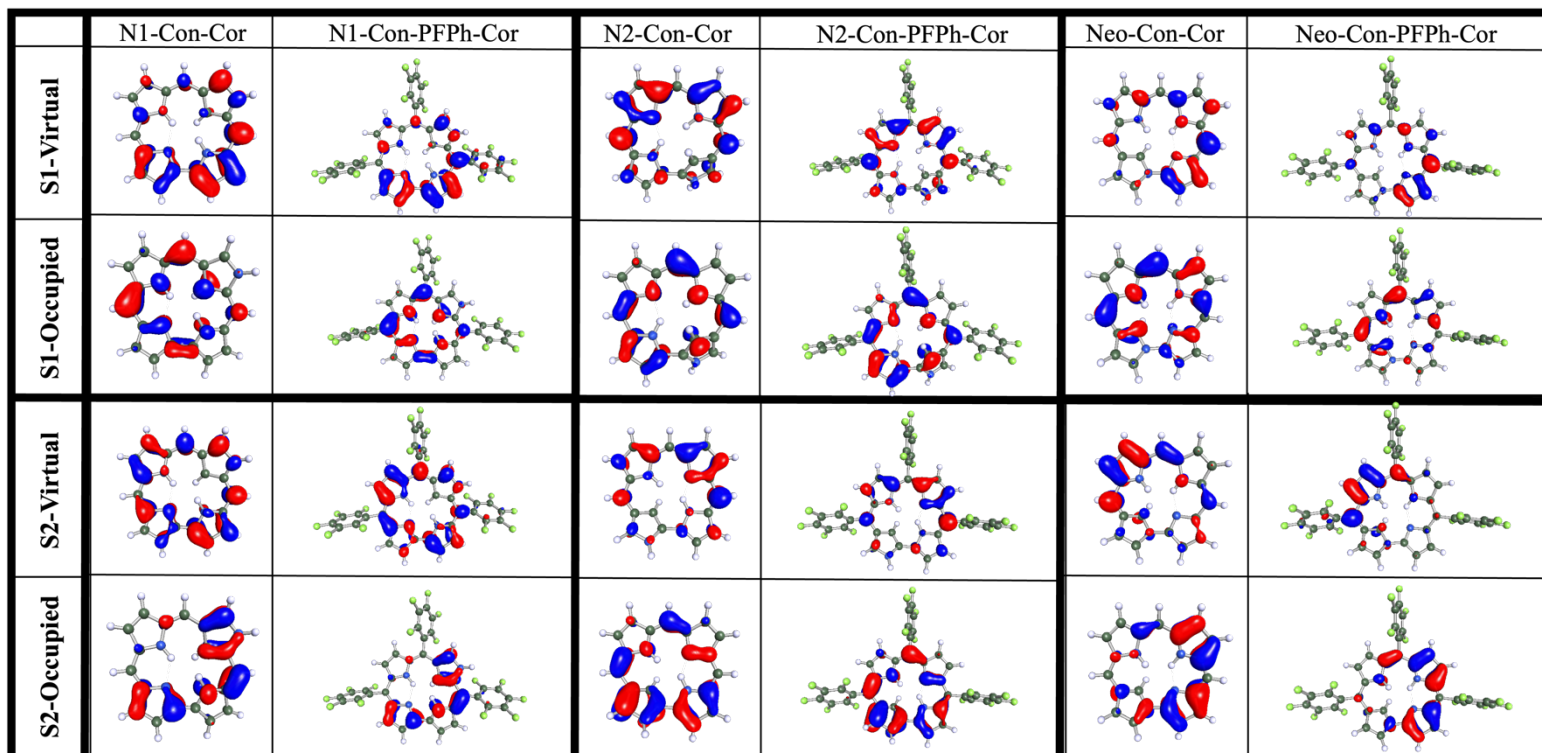 N1-Con-Cor N1-Con-PFPh-Cor N2-Con-Cor N2-Con-PFPh-Cor Neo-Con-Cor Neo-Con-PFPh-Cor
S1-Virtual
S1-Occupied
S2-Virtual
S2-Occupied